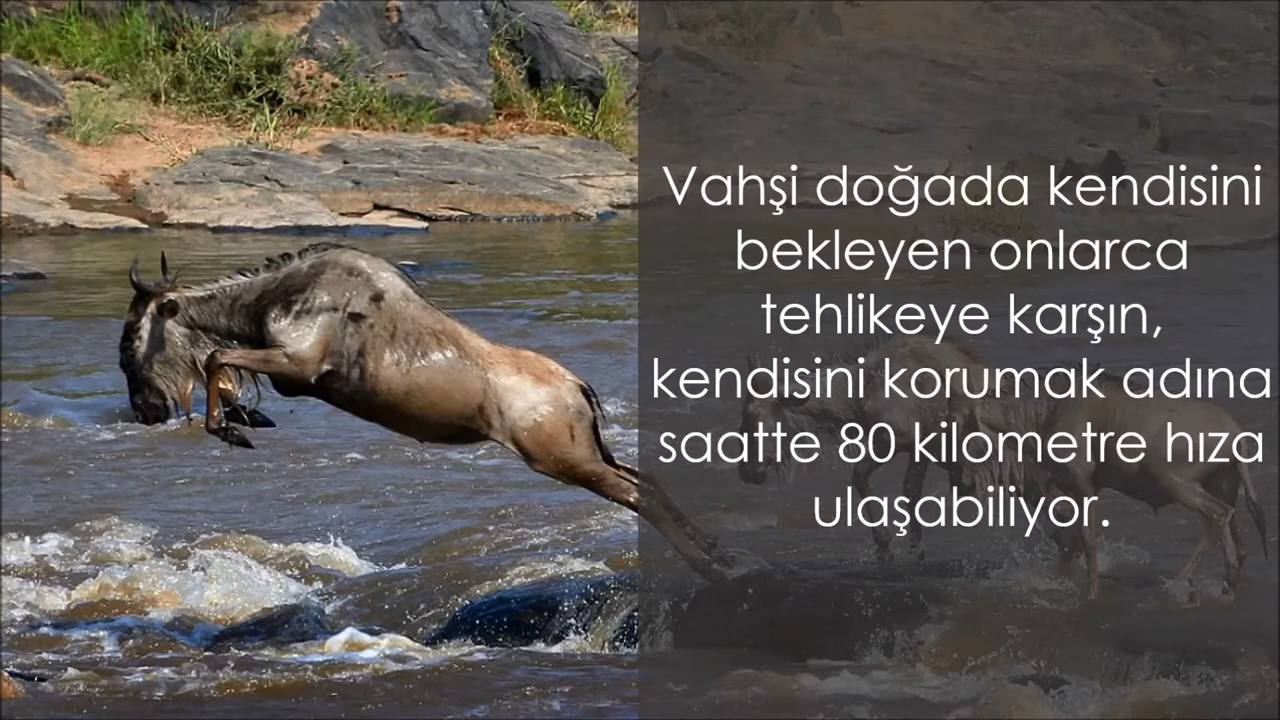 Vahşi doğada kendisini
bekleyen onlarca
tehlikeye karşın,
kendisini korumak adına
saatte 80 kilometre hıza
ulaşabiliyor.